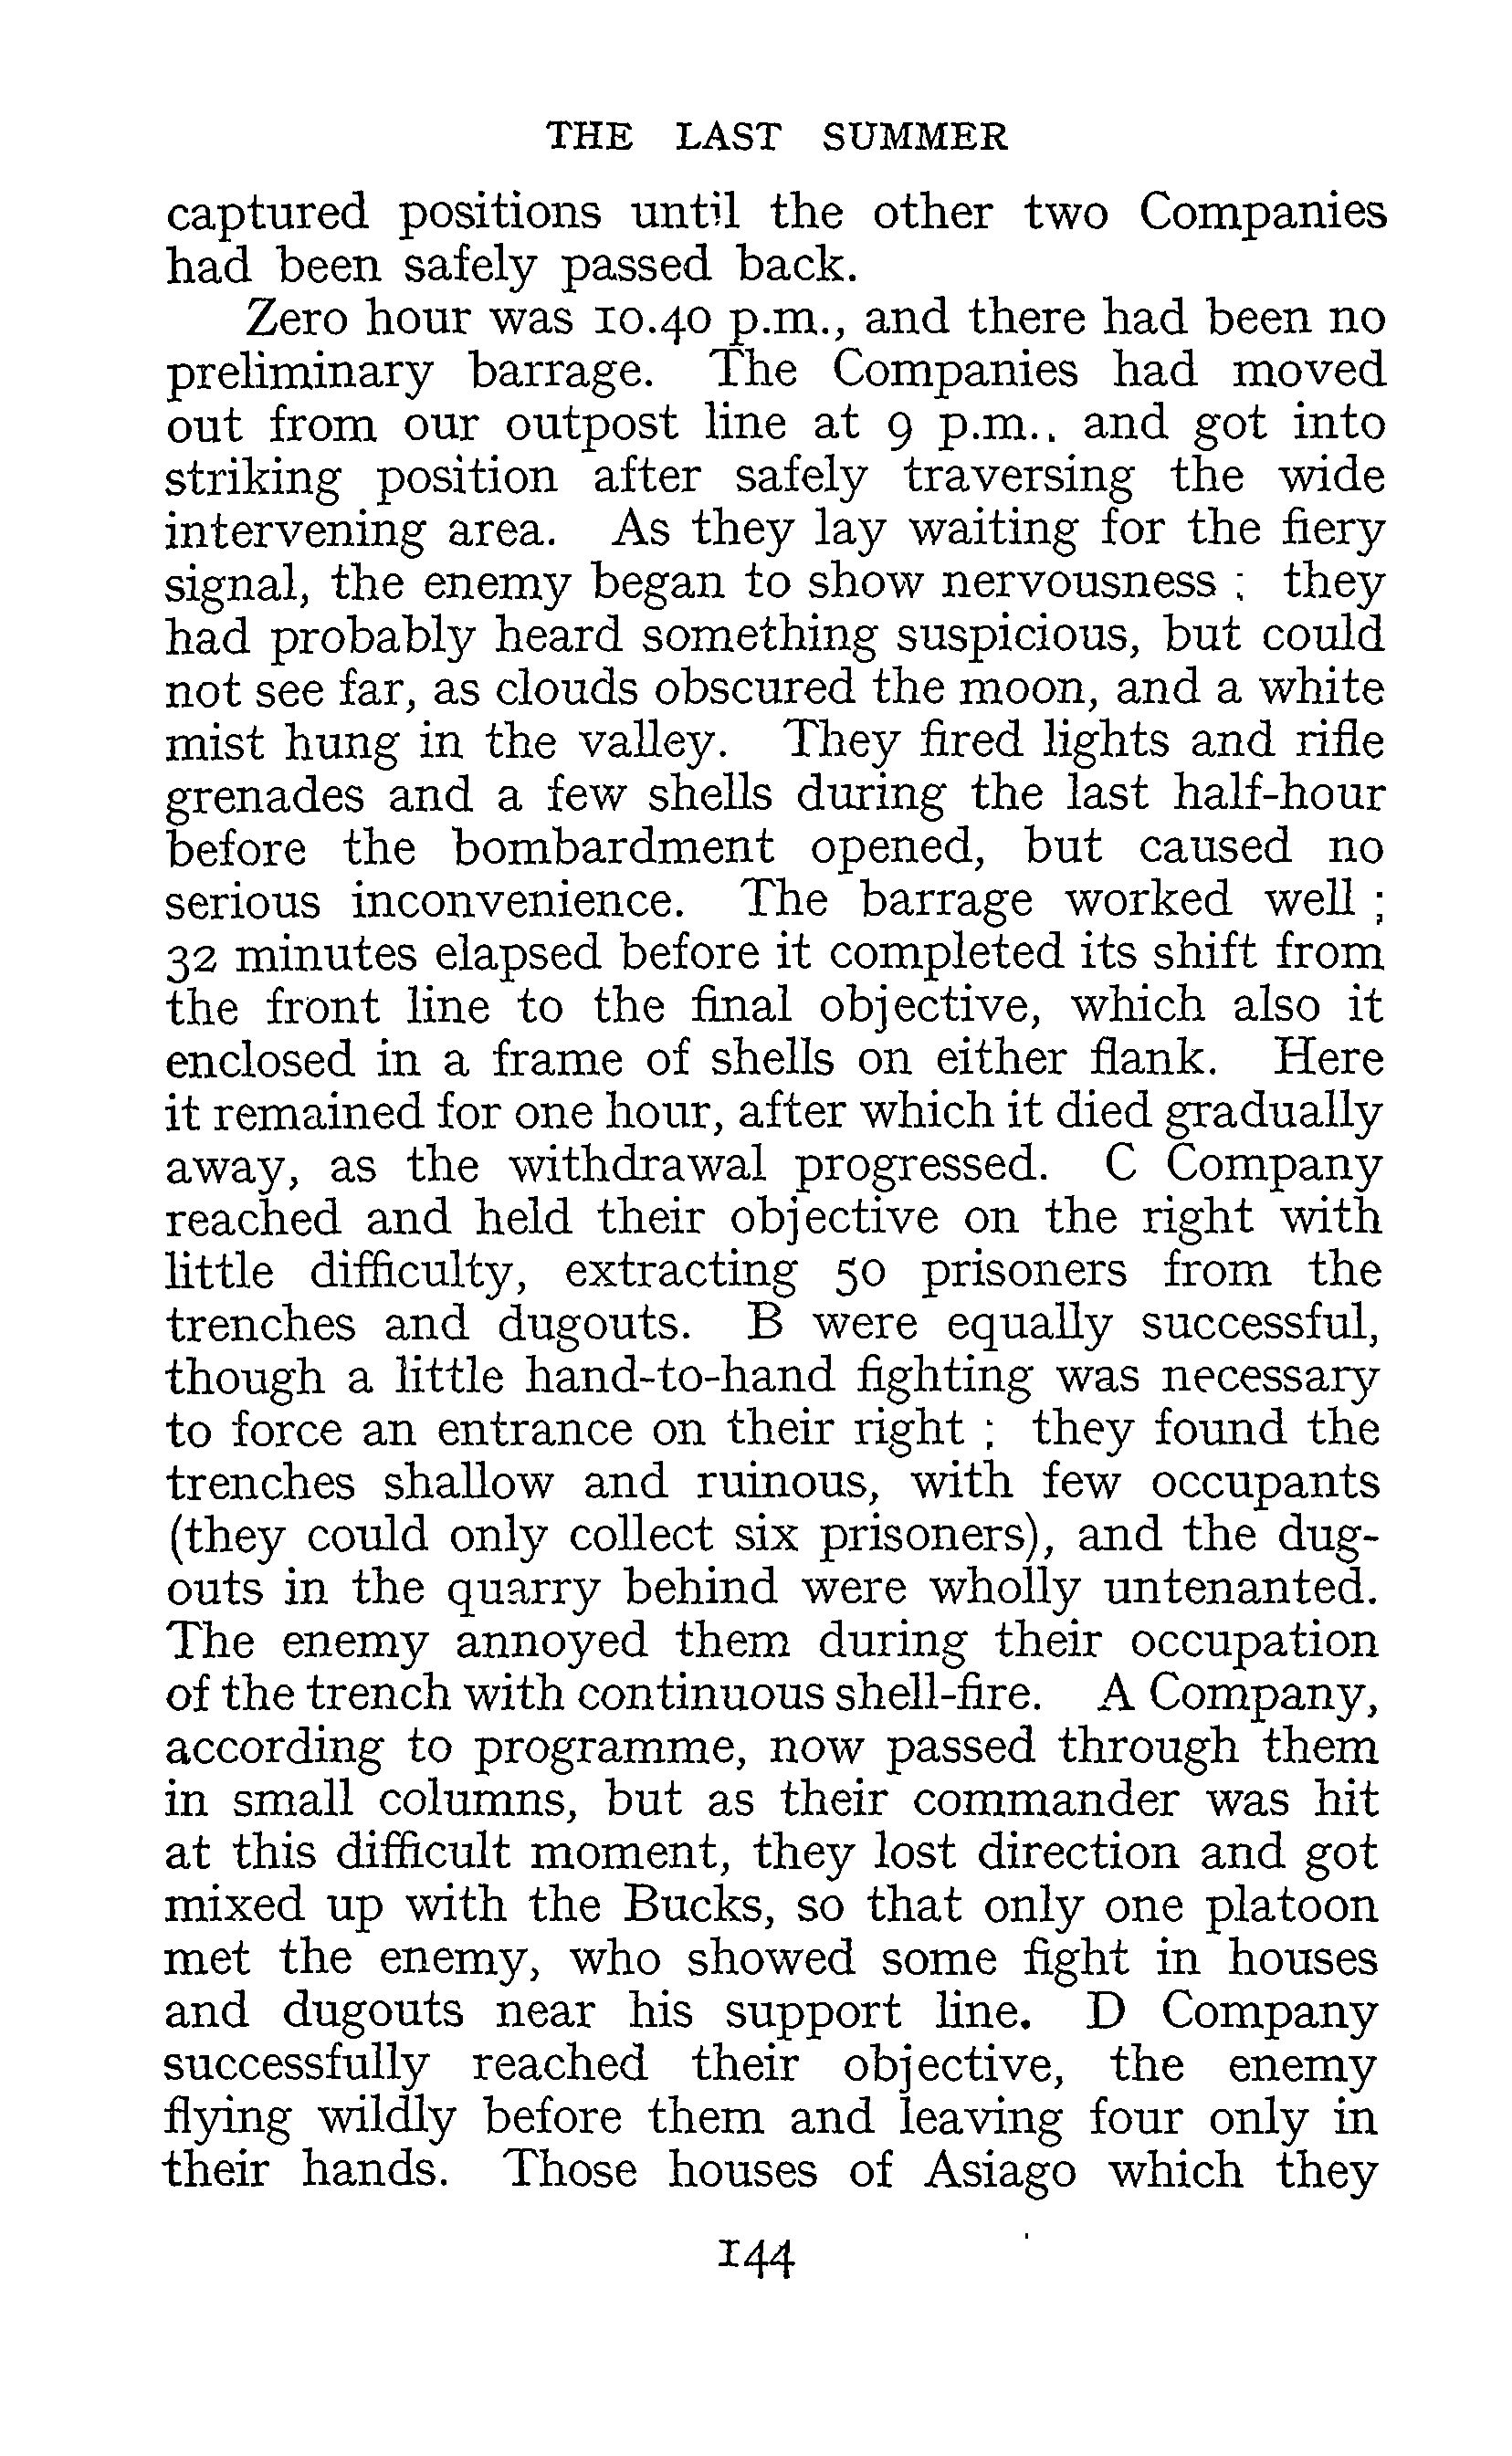 THE LAST SUMMER
captured positions until the other two Companies
had been safely passed back.
Zero hour was 10.40 p.m., and there had been no
preliminary barrage. The Companies had moved
out from our outpost line at 9 p.m., and got into
striking position after safely traversing the wide
intervening area. As they lay waiting for the fiery
signal, the enemy began to show nervousness ; they
had probably heard something suspicious, but could
not see far, as clouds obscured the moon, and a white
mist hung in the valley. They fired lights and rifle
grenades and a few shells during the last half-hour
before the bombardment opened, but caused no
serious inconvenience. The barrage worked well ;
32 minutes elapsed before it completed its shift from
the front line to the final objective, which also it
enclosed in a frame of shells on either flank. Here
it remained for one hour, after which it died gradually
away, as the withdrawal progressed. C Company
reached and held their objective on the right with
little difficulty, extracting 50 prisoners from the
trenches and dugouts. B were equally successful,
though a little hand-to-hand fighting was necessary
to force an entrance on their right ; they found the
trenches shallow and ruinous, with few occupants
(they could only collect six prisoners), and the dug-
outs in the quarry behind were wholly untenanted.
The enemy annoyed them during their occupation
of the trench with continuous shell-fire. A Company,
according to programme, now passed through them
in small columns, but as their commander was hit
at this difficult moment, they lost direction and got
mixed up with the Bucks, so that only one platoon
met the enemy, who showed some fight in houses
and dugouts near his support line. D Company
successfully reached their objective, the enemy
flying wildly before them and leaving four only in
their hands. Those houses of Asiago which they
144